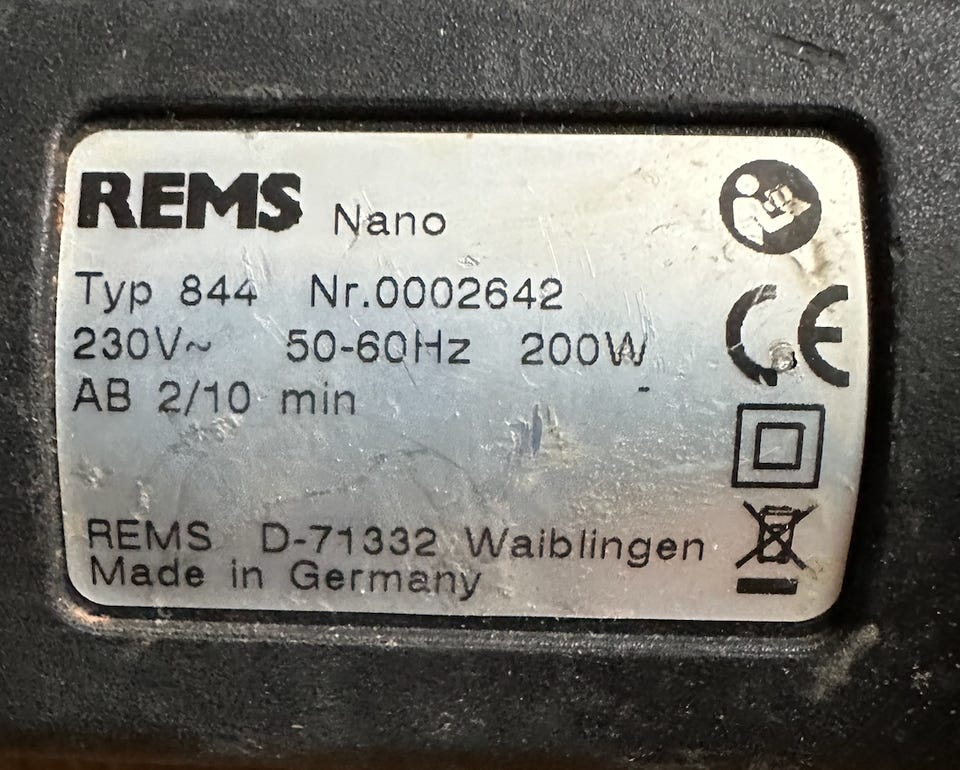 REMS Nano
Typ 844 Nr.0002642
230V~ 50-60Hz 200W
AB 2/10 min
REMS D-71332 Waiblingen
Made in Germany
CE